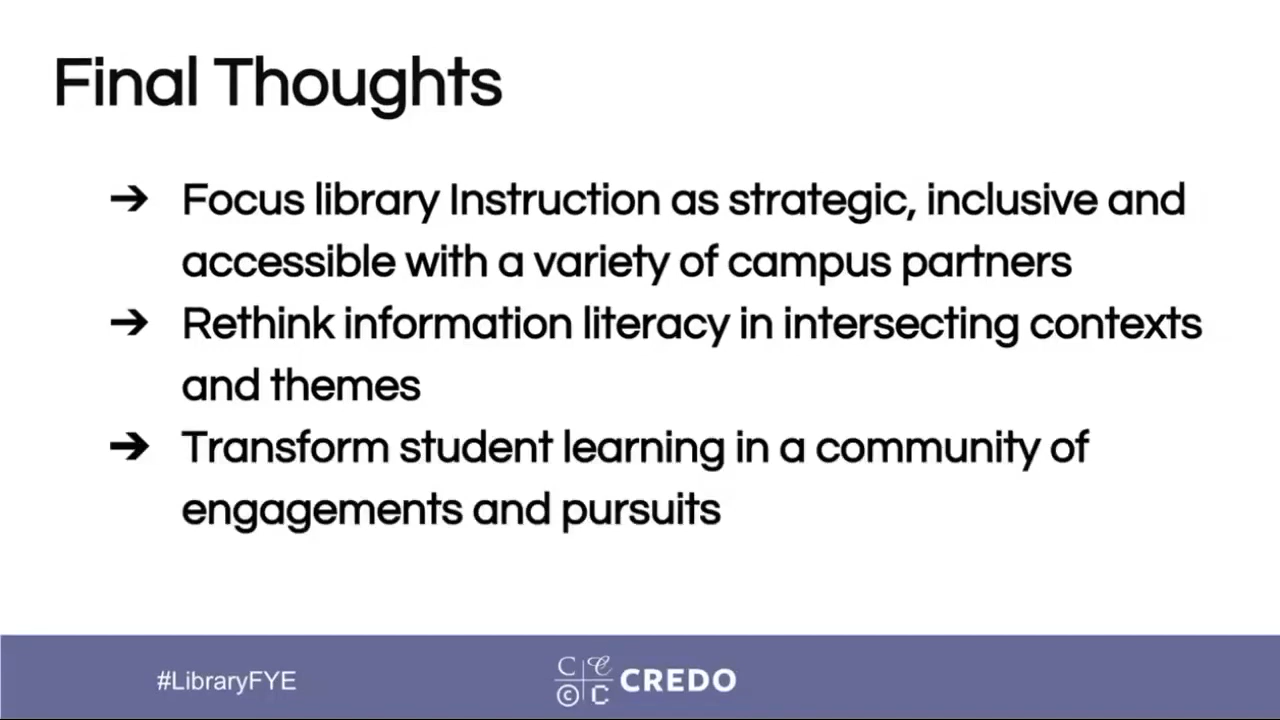 Final Thoughts
➔ Focus library Instruction as strategic, inclusive and
accessible with a variety of campus partners
➔ Rethink information literacy in intersecting contexts
and themes
➔ Transform student learning in a community of
engagements and pursuits
#LibraryFYE
C C
© C CREDO